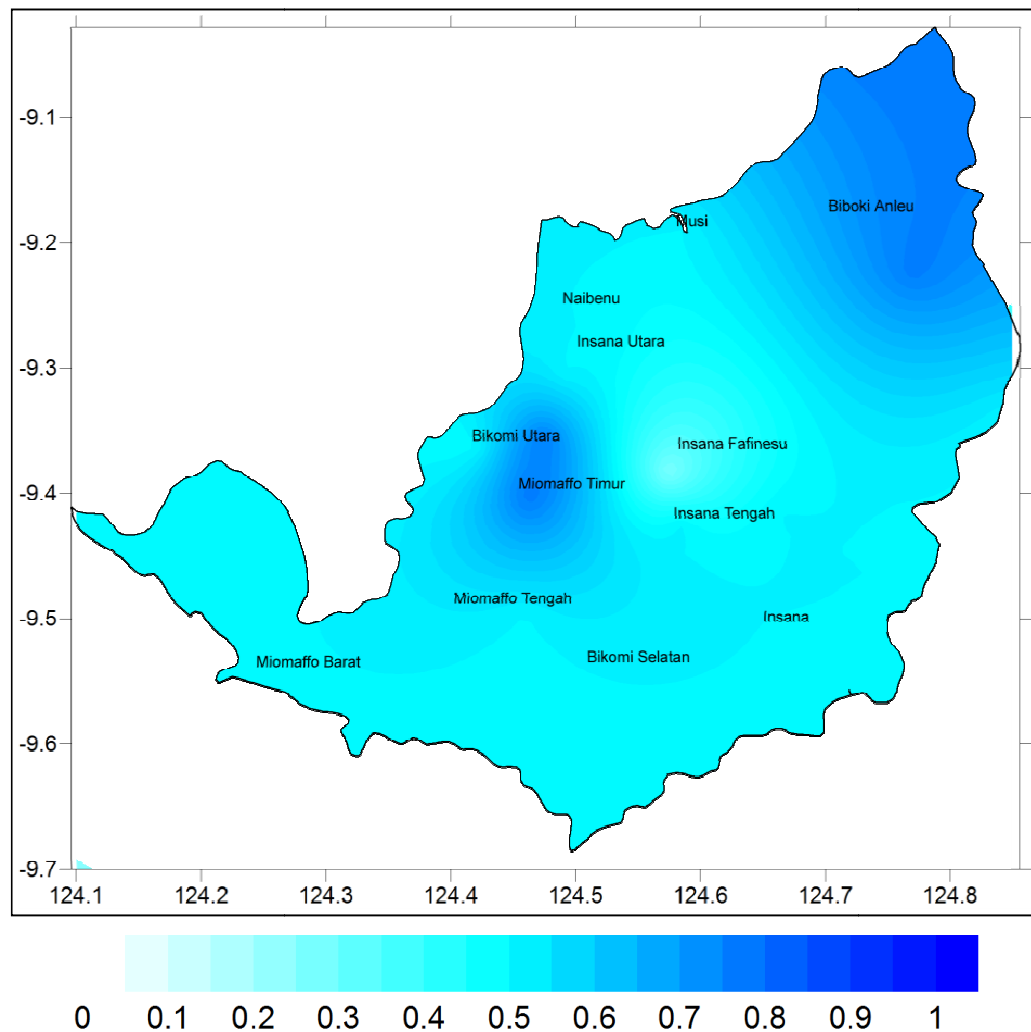 -9.1
Biboki Anleu
Musi
-9.2
Naibenu
Insana Utara
-9.3
Bikomi Utara
Insana Fafinesu
Miomaffo Timur
-9.4
Insana Tengah
Miomaffo Tengah
-9.5
Insana
Bikomi Selatan
Miomaffo Barat
-9.6
-9.7
124.1 124.2 124.3 124.4 124.5 124.6 124.7 124.8
0 0.1 0.2 0.3 0.4 0.5 0.6 0.7 0.8 0.9 1